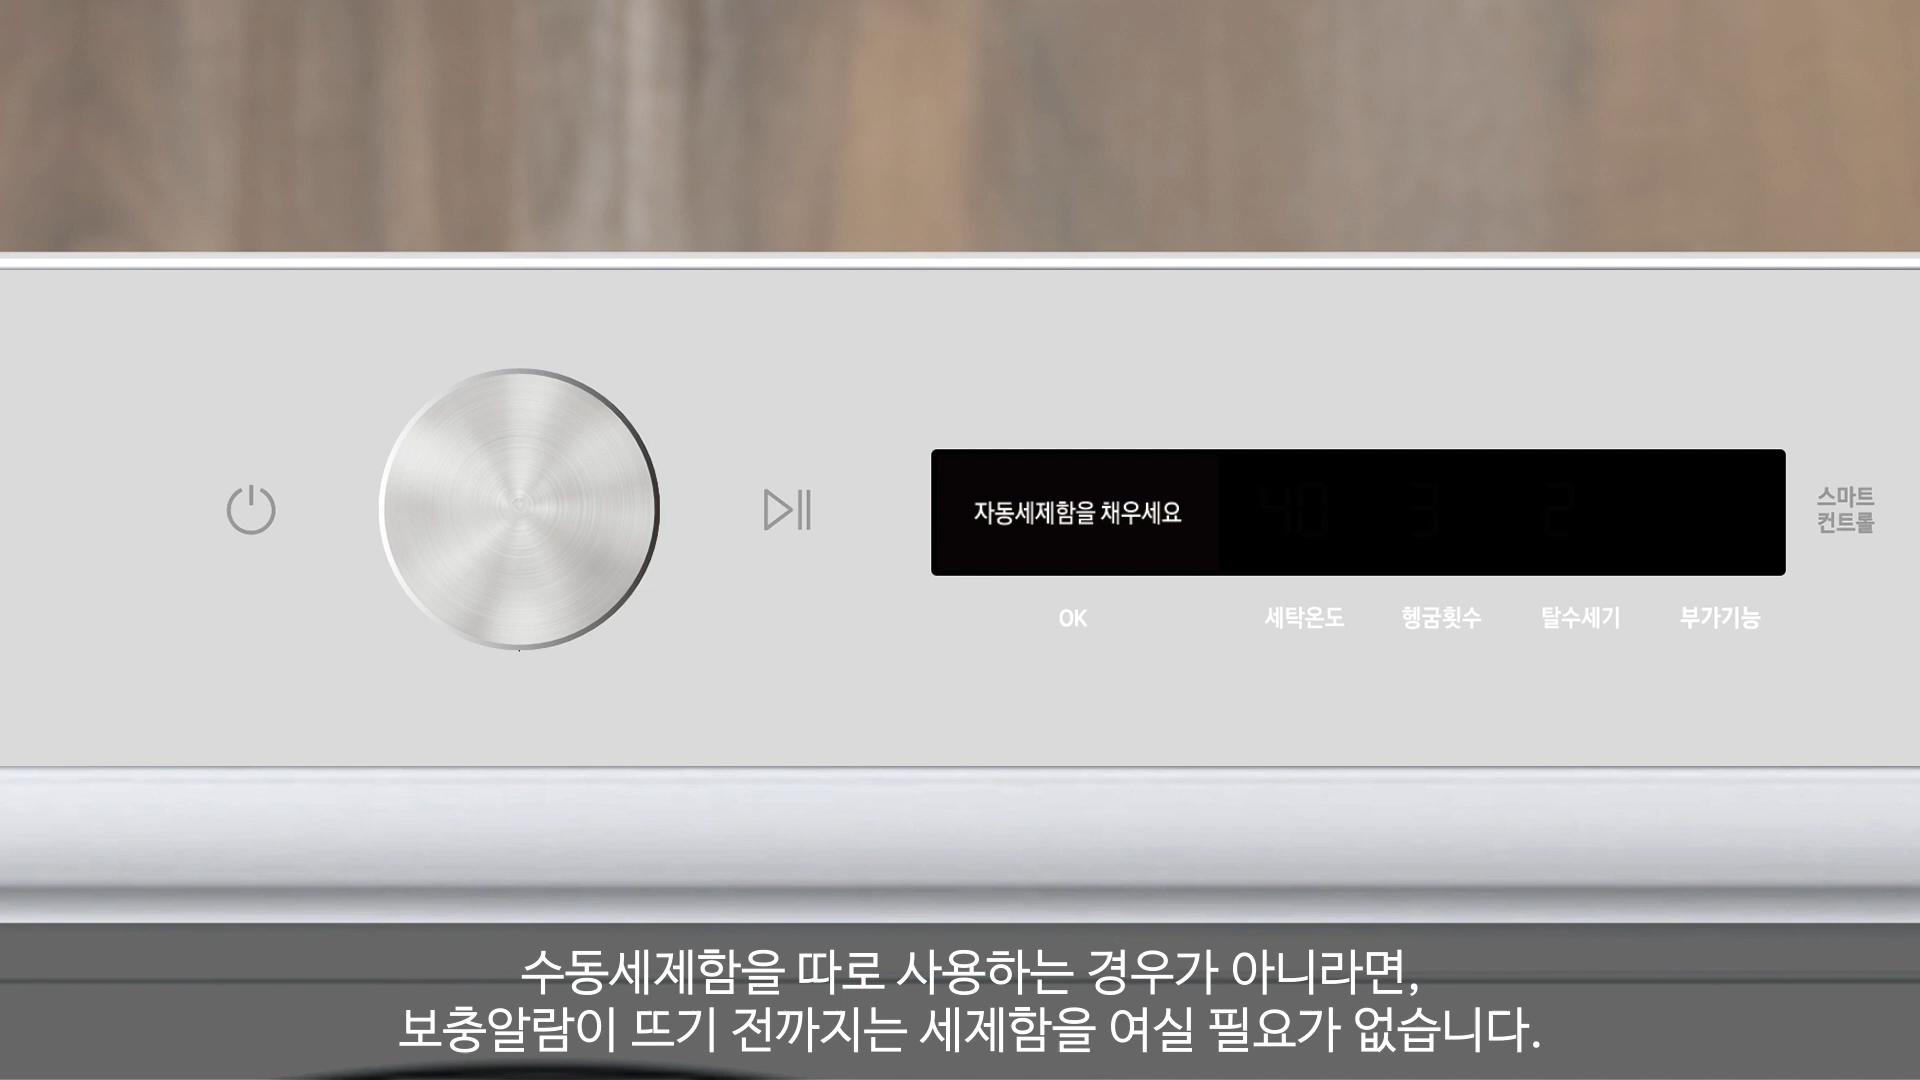 자동세제함을 채우세요
40 3 2
스마트
컨트롤
OK 세탁온도 헹굼횟수 탈수세기 부가기능
수동세제함을 따로 사용하는 경우가 아니라면,
보충알람이 뜨기 전까지는 세제함을 여실 필요가 없습니다.